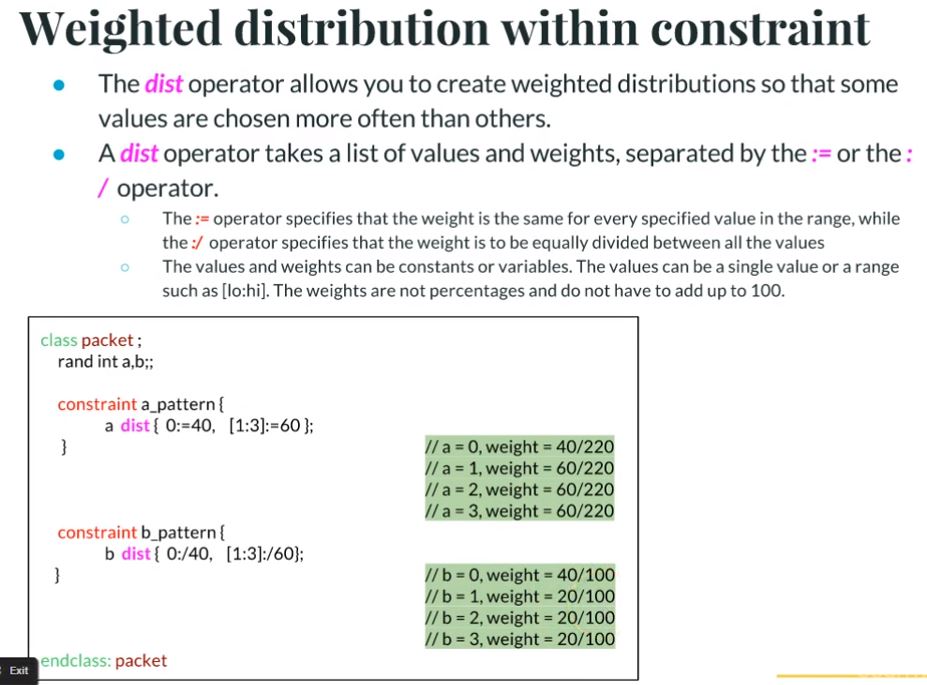 Weighted distribution within constraint
● The dist operator allows you to create weighted distributions so that some
values are chosen more often than others.
● A dist operator takes a list of values and weights, separated by the := or the :
/ operator.
○ The := operator specifies that the weight is the same for every specified value in the range, while
the :/ operator specifies that the weight is to be equally divided between all the values
○ The values and weights can be constants or variables. The values can be a single value or a range
such as [lo:hi]. The weights are not percentages and do not have to add up to 100.
class packet ;
rand int a,b;;
constraint a_pattern {
a dist { 0:=40, [1:3]:=60 };
}
// a = 0, weight = 40/220
// a = 1, weight = 60/220
// a = 2, weight = 60/220
// a = 3, weight = 60/220
constraint b_pattern {
b dist { 0:/40, [1:3]:/60};
}
// b = 0, weight = 40/100
// b = 1, weight = 20/100
// b = 2, weight = 20/100
// b = 3, weight = 20/100
endclass: packet
Exit